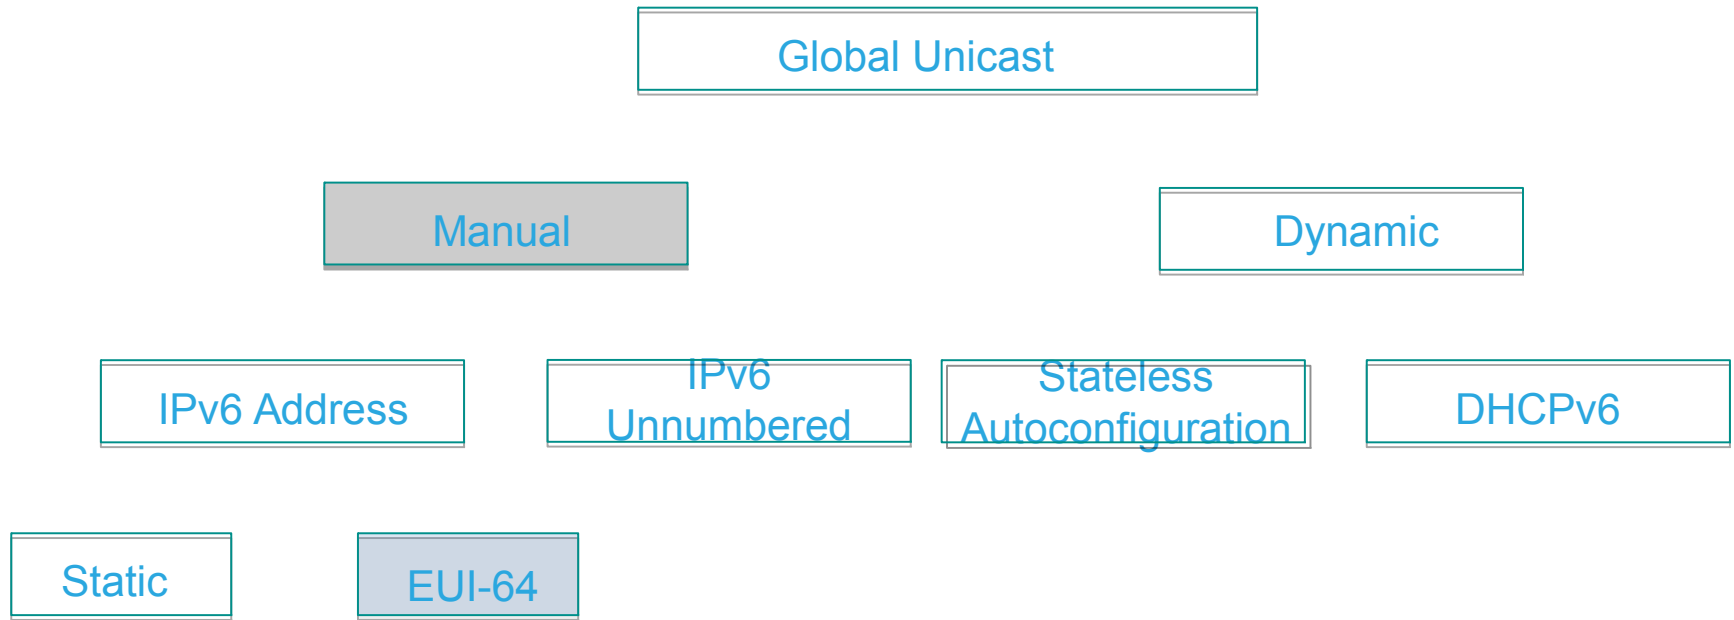 Global Unicast
Manual
Dynamic
IPv6 Address
IPv6
Unnumbered
Stateless
Autoconfiguration
DHCPv6
Static
EUI-64